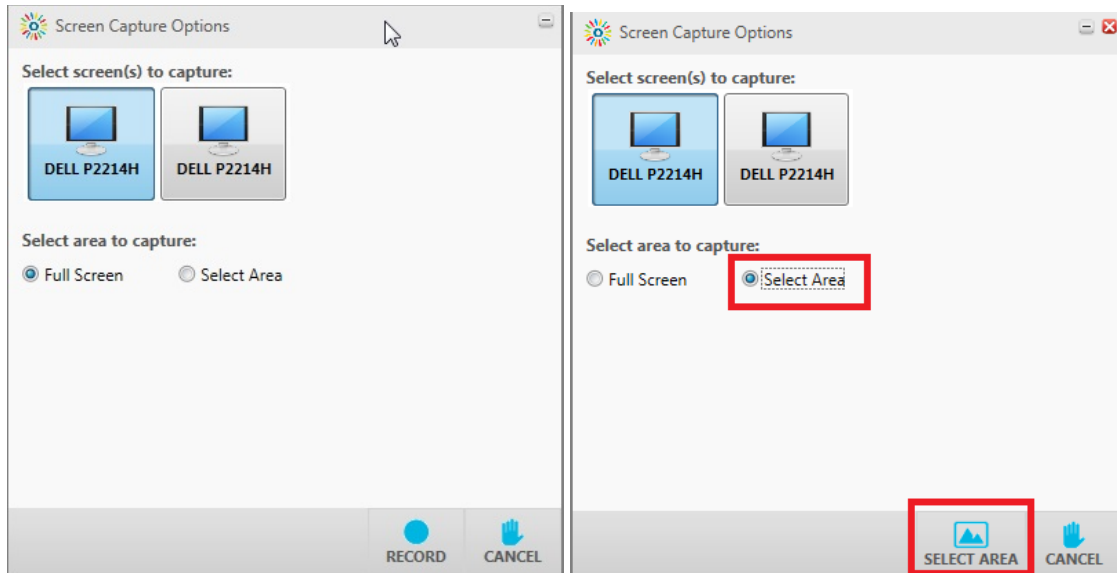 Screen Capture Options
Select screen(s) to capture:
DELL P2214H DELL P2214H
Select area to capture:
Full Screen Select Area
RECORD CANCEL
Screen Capture Options
Select screen(s) to capture:
DELL P2214H DELL P2214H
Select area to capture:
Full Screen Select Area
SELECT AREA CANCEL